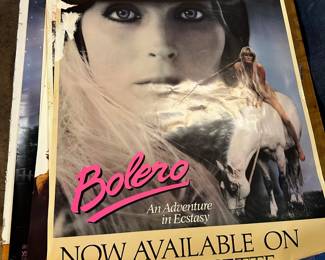 Bolero
An Adventure
in Ecstasy
NOW AVAILABLE ON